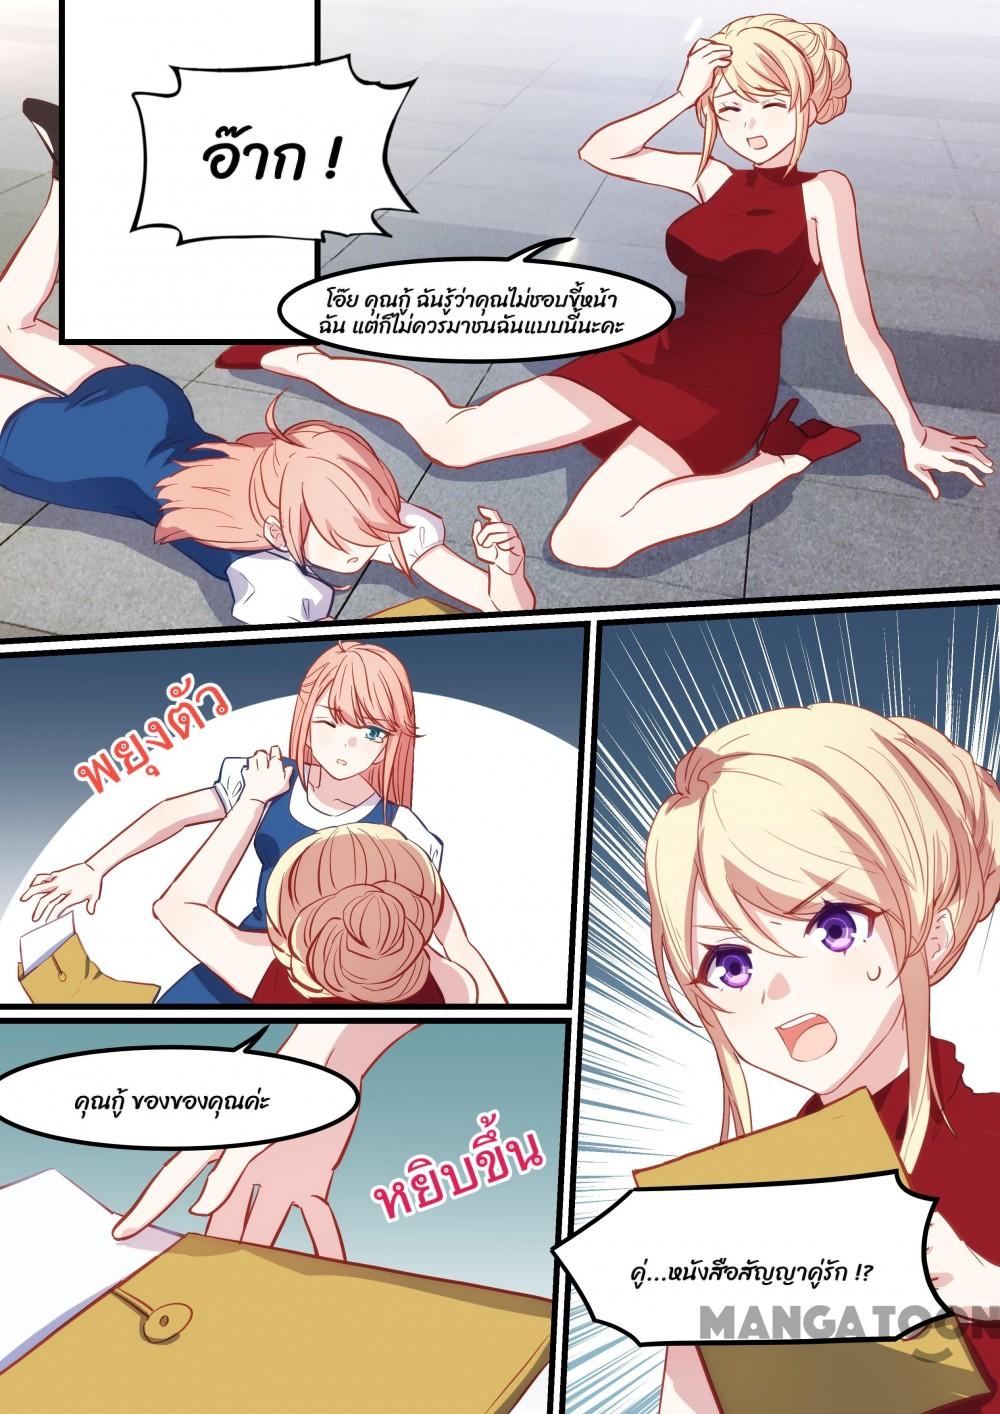 อ๊าก !
โอ๊ย คุณกู้ ฉันรู้ว่าคุณไม่ชอบขี้หน้า
ฉัน แต่ก็ไม่ควรมาชนฉันแบบนี้นะคะ
พยุงตัว
คุณกู้ ของของคุณค่ะ
หยิบขึ้น
คู่...หนังสือสัญญาคู่รัก !?
MANGATOON